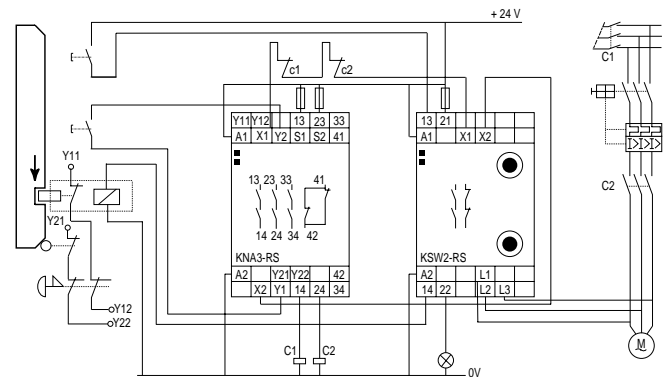 + 24 V
C1
c1
c2
Y11 Y12 13 23 33
A1 X1 Y2 S1 S2 41
13 21
A1 X1 X2
Y11
13 23 33 41
Y21
C2
14 24 34 42
KNA3-RS
KSW2-RS
A2 Y21 Y22 42
X2 Y1 14 24 34
A2 L1
14 22 L2 L3
Y12
Y22
C1 C2
M
0V